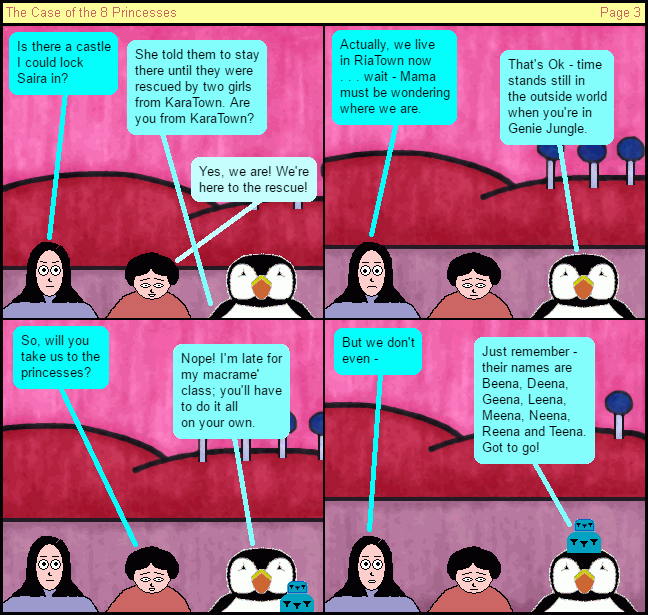 The Case of the 8 Princesses
Page 3
Is there a castle
I could lock
Saira in?
She told them to stay
there until they were
rescued by two girls
from KaraTown. Are
you from KaraTown?
Yes, we are! We're
here to the rescue!
Actually, we live
in RiaTown now
. . . wait - Mama
must be wondering
where we are.
That's Ok - time
stands still in
the outside world
when you're in
Genie Jungle.
So, will you
take us to the
princesses?
Nope! I'm late for
my macrame'
class; you'll have
to do it all
on your own.
But we don't
even -
Just remember -
their names are
Beena, Deena,
Geena, Leena,
Meena, Neena,
Reena and Teena.
Got to go!